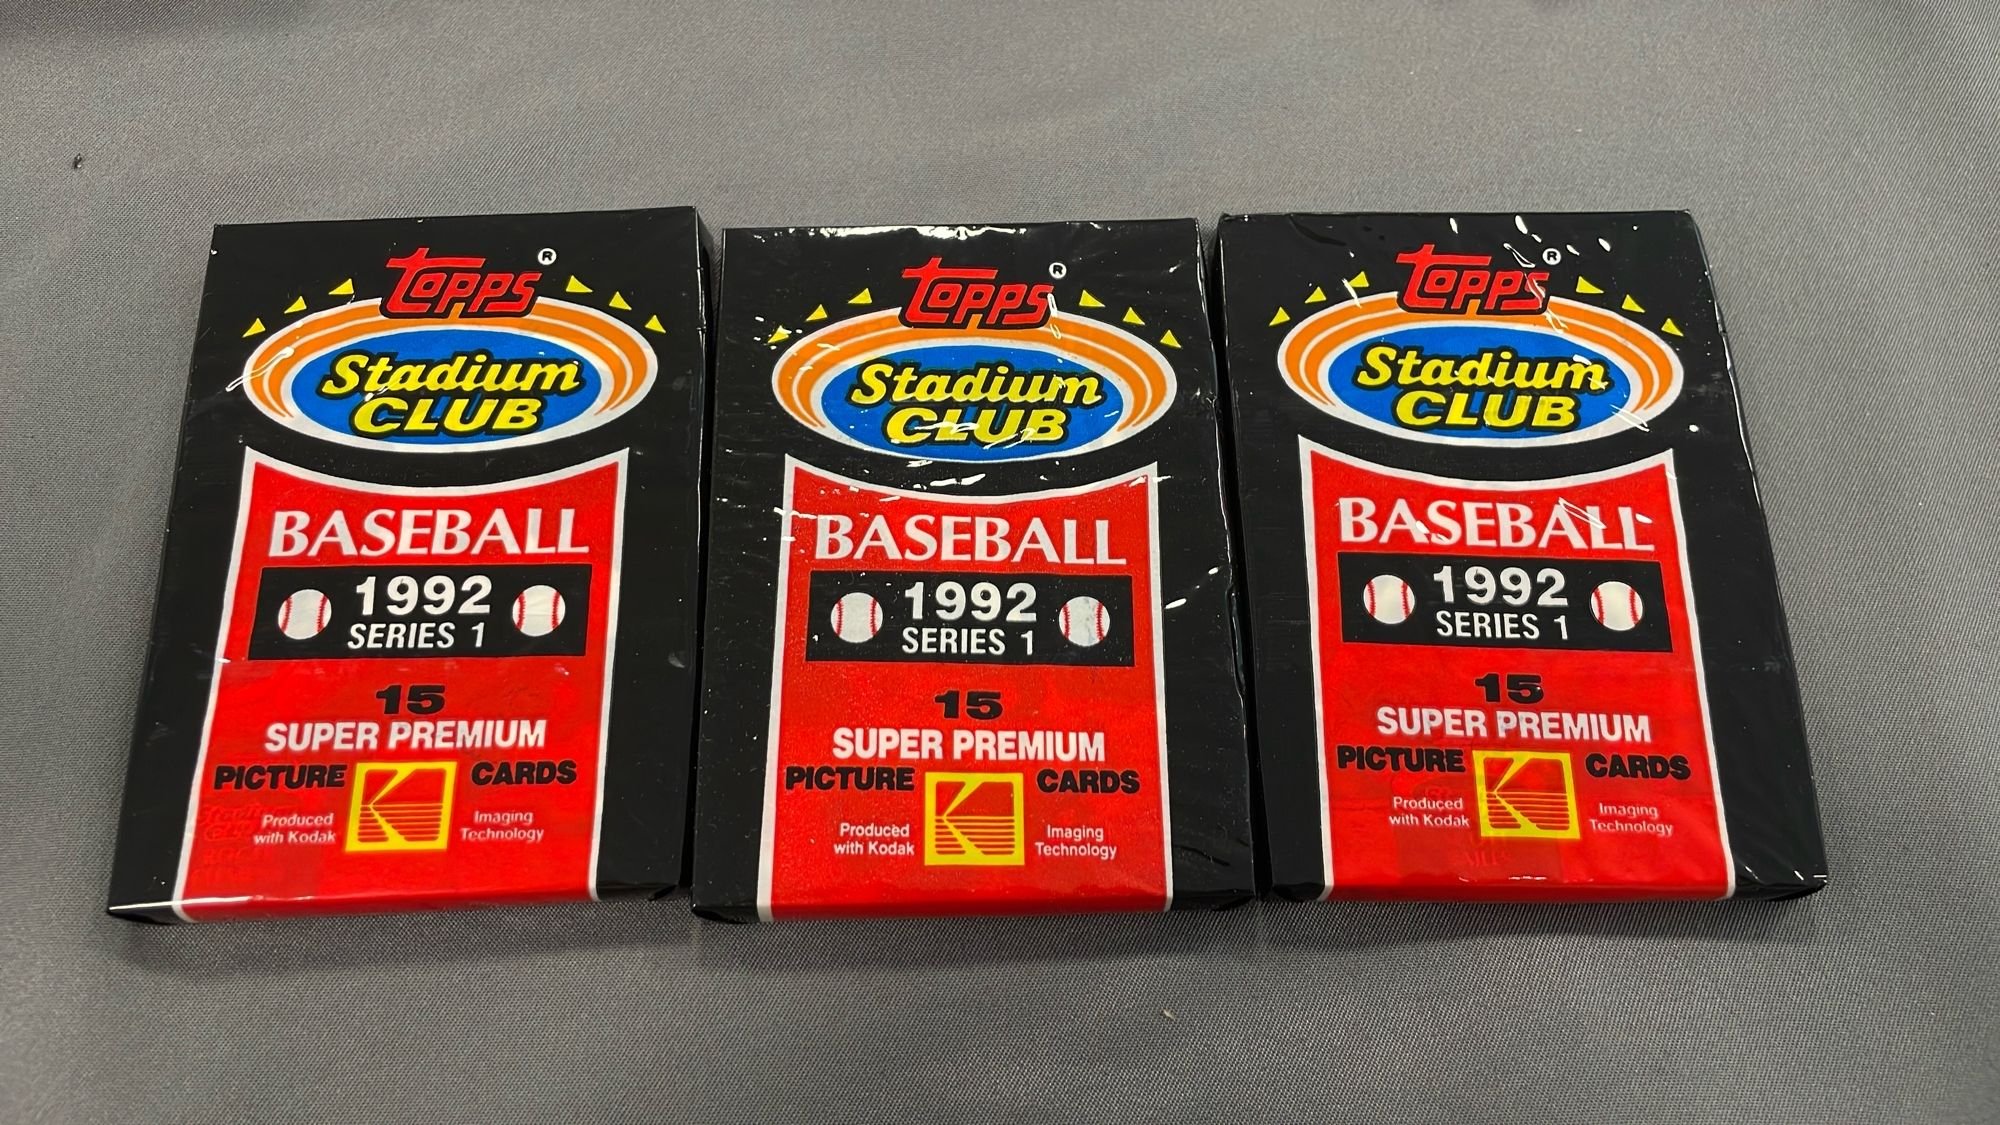 Topps®
Stadium
CLUB
BASEBALL
1992
SERIES 1
15
SUPER PREMIUM
PICTURE CARDS
Produced
with Kodak
Imaging
Technology
Topps®
Stadium
CLUB
BASEBALL
1992
SERIES 1
15
SUPER PREMIUM
PICTURE CARDS
Produced
with Kodak
Imaging
Technology
Topps®
Stadium
CLUB
BASEBALL
1992
SERIES 1
15
SUPER PREMIUM
PICTURE CARDS
Produced
with Kodak
Imaging
Technology